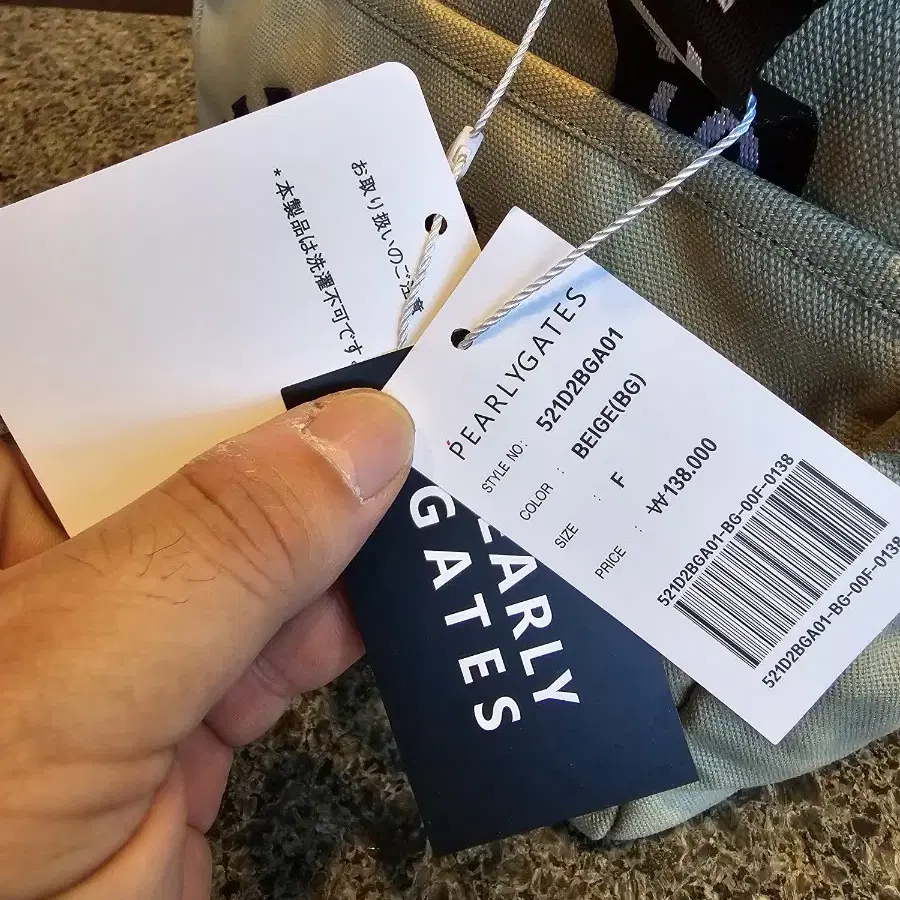 お取り扱いのご注意
*本製品は洗濯不可です。
PEARLYGATES
STYLE NO: 521D2BGA01
COLOR : BEIGE(BG)
SIZE : F
PRICE : ₩138.000
521D2BGA01-BG-00F-0138
521D2BGA01-BG-00F-0138
EARLY
GATES